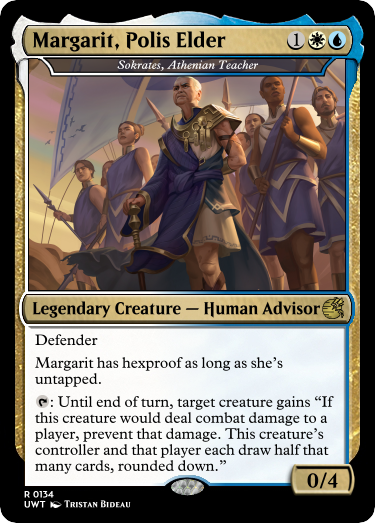 Margarit, Polis Elder 1
Sokrates, Athenian Teacher
Legendary Creature — Human Advisor
Defender
Margarit has hexproof as long as she's
untapped.
: Until end of turn, target creature gains “If
this creature would deal combat damage to a
player, prevent that damage. This creature's
controller and that player each draw half that
many cards, rounded down.”
0/4
R 0134
UWT Tristan Bideau